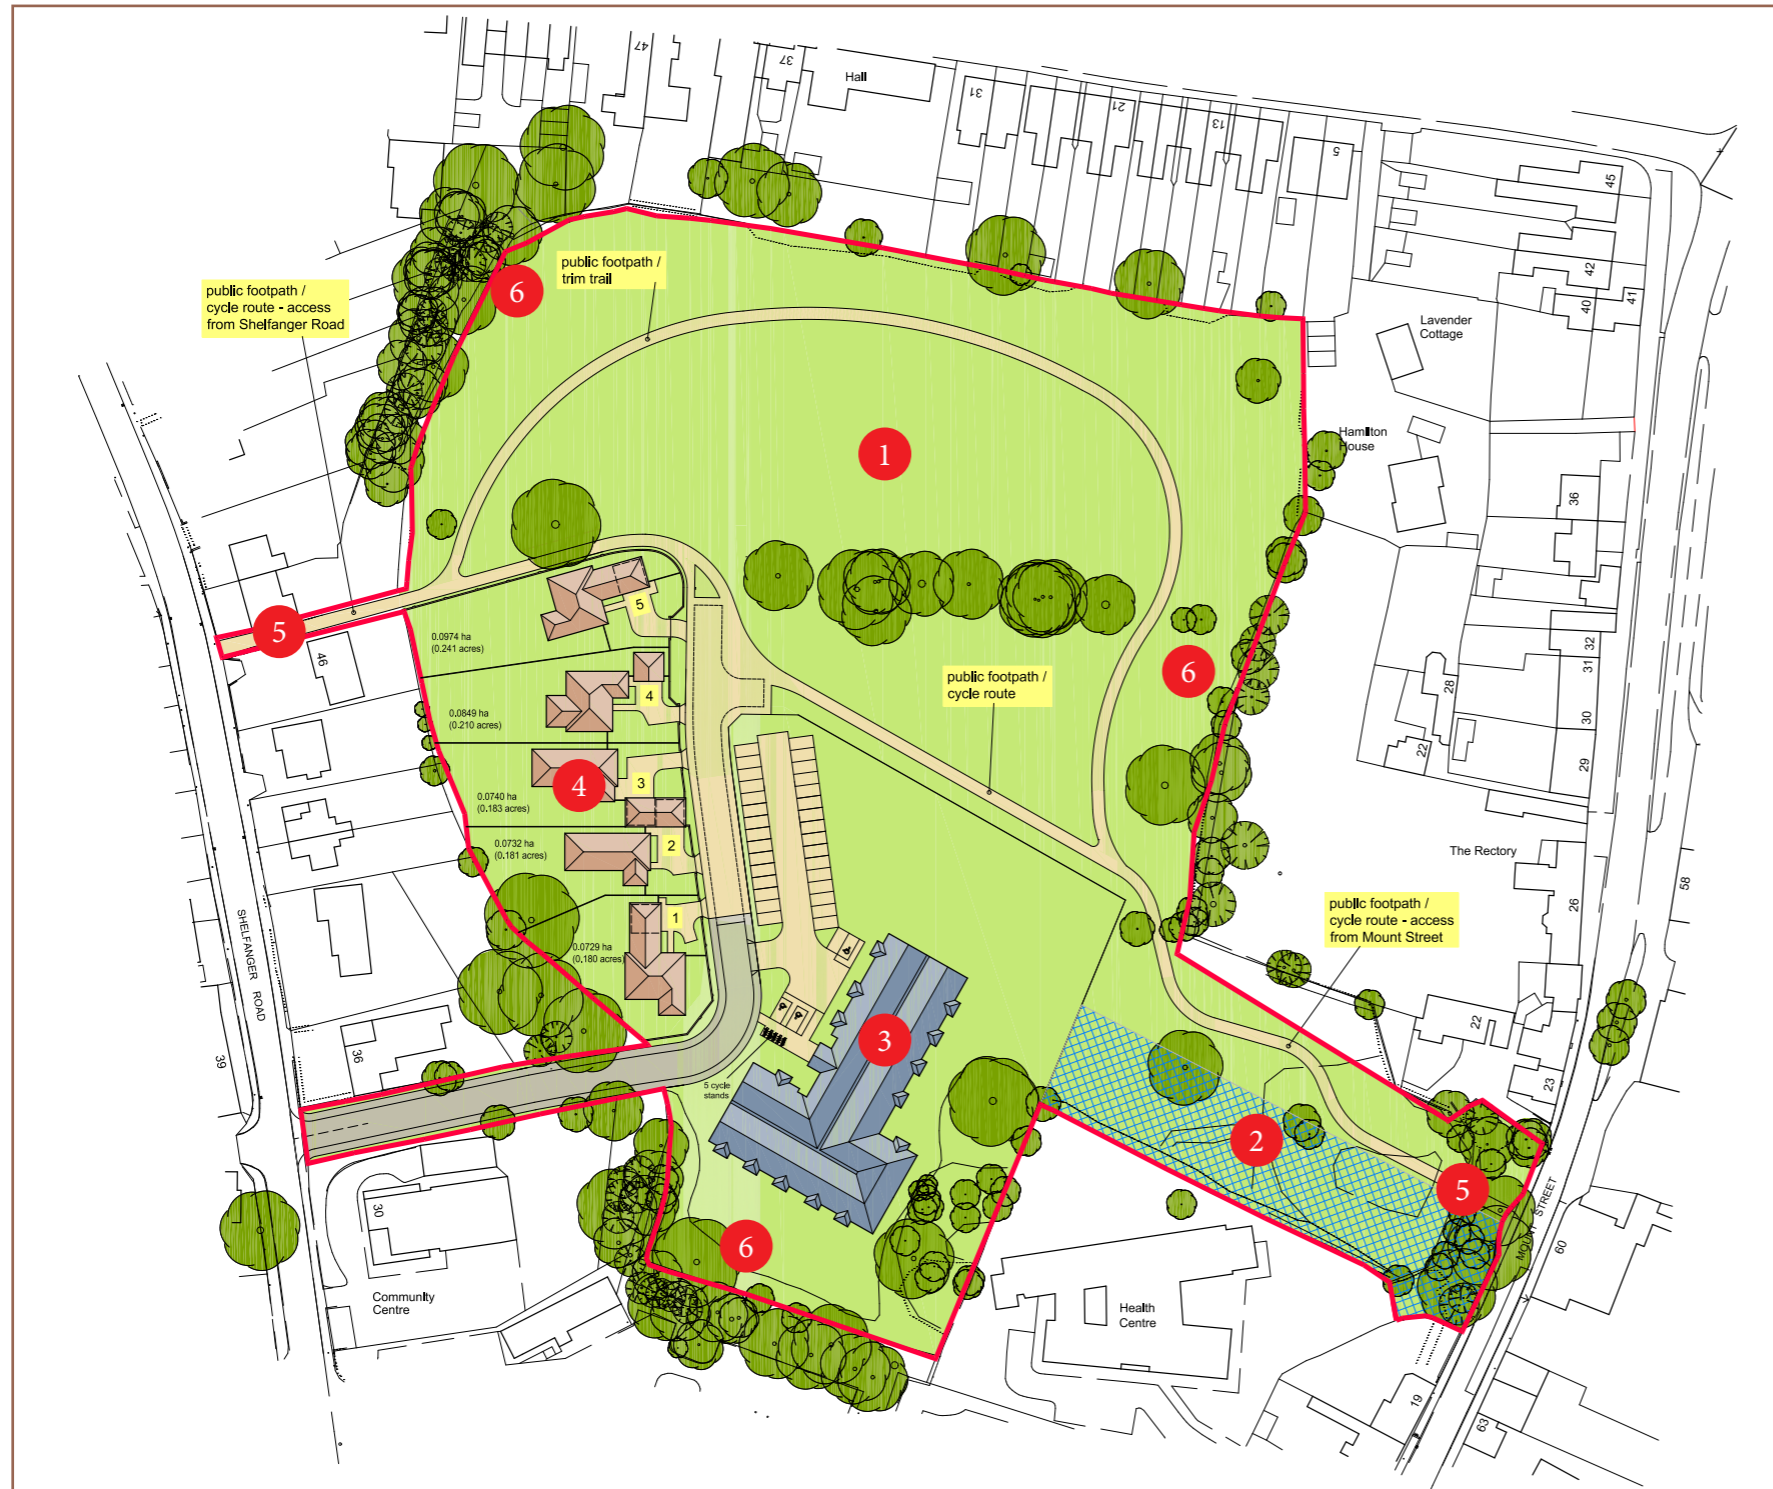 47
37
Hall
31
21
13
5
45
42
40
41
public footpath /
trim trail
6
public footpath /
cycle route - access
from Shelfanger Road
Lavender
Cottage
Hamilton
House
1
36
5
46
5
0.0974 ha
(0.241 acres)
32
31
6
public footpath /
cycle route
4
28
0.0849 ha
(0.210 acres)
30
22
29
4
3
0.0740 ha
(0.183 acres)
2
0.0732 ha
(0.181 acres)
The Rectory
58
26
public footpath /
cycle route - access
from Mount Street
1
0.0729 ha
(0.180 acres)
SHELFANGER ROAD
3
22
39
36
5 cycle
stands
23
2
5
MOUNT STREET
60
30
6
Community
Centre
Health
Centre
19
63